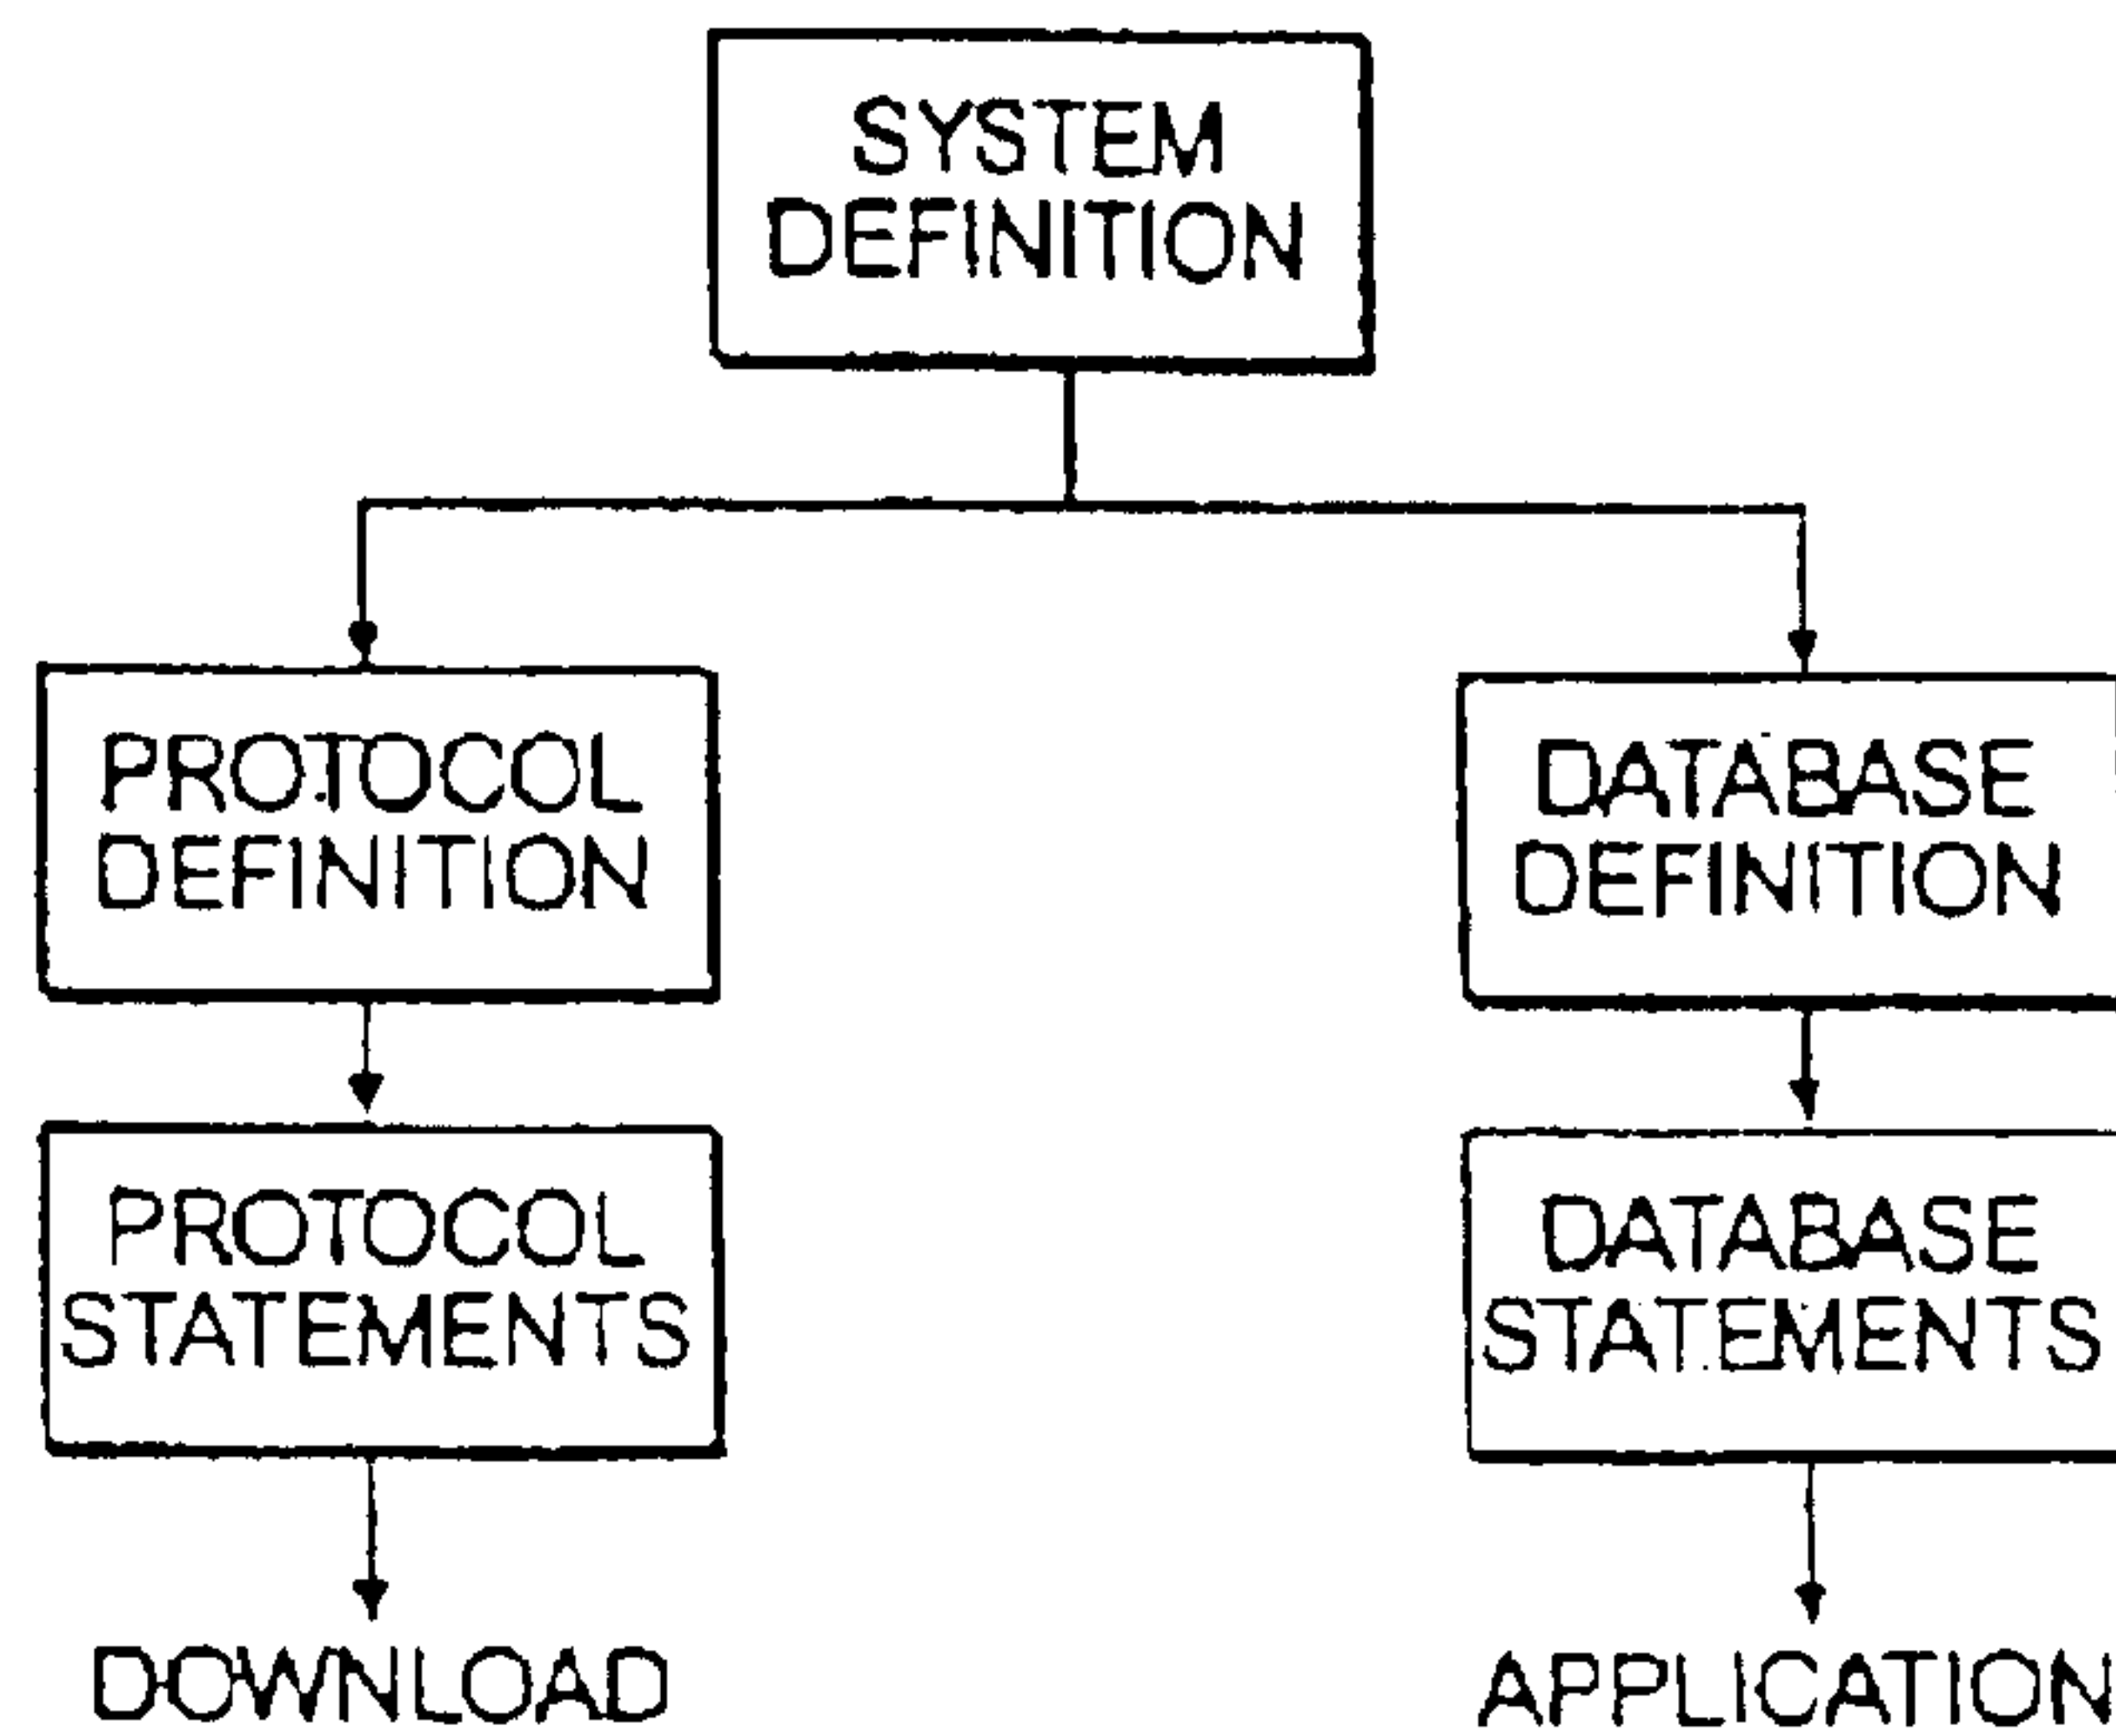 SYSTEM
DEFINITION
PROTOCOL
DEFINITION
DATABASE
DEFINITION
PROTOCOL
STATEMENTS
DATABASE
STATEMENTS
DOWNLOAD
APPLICATION